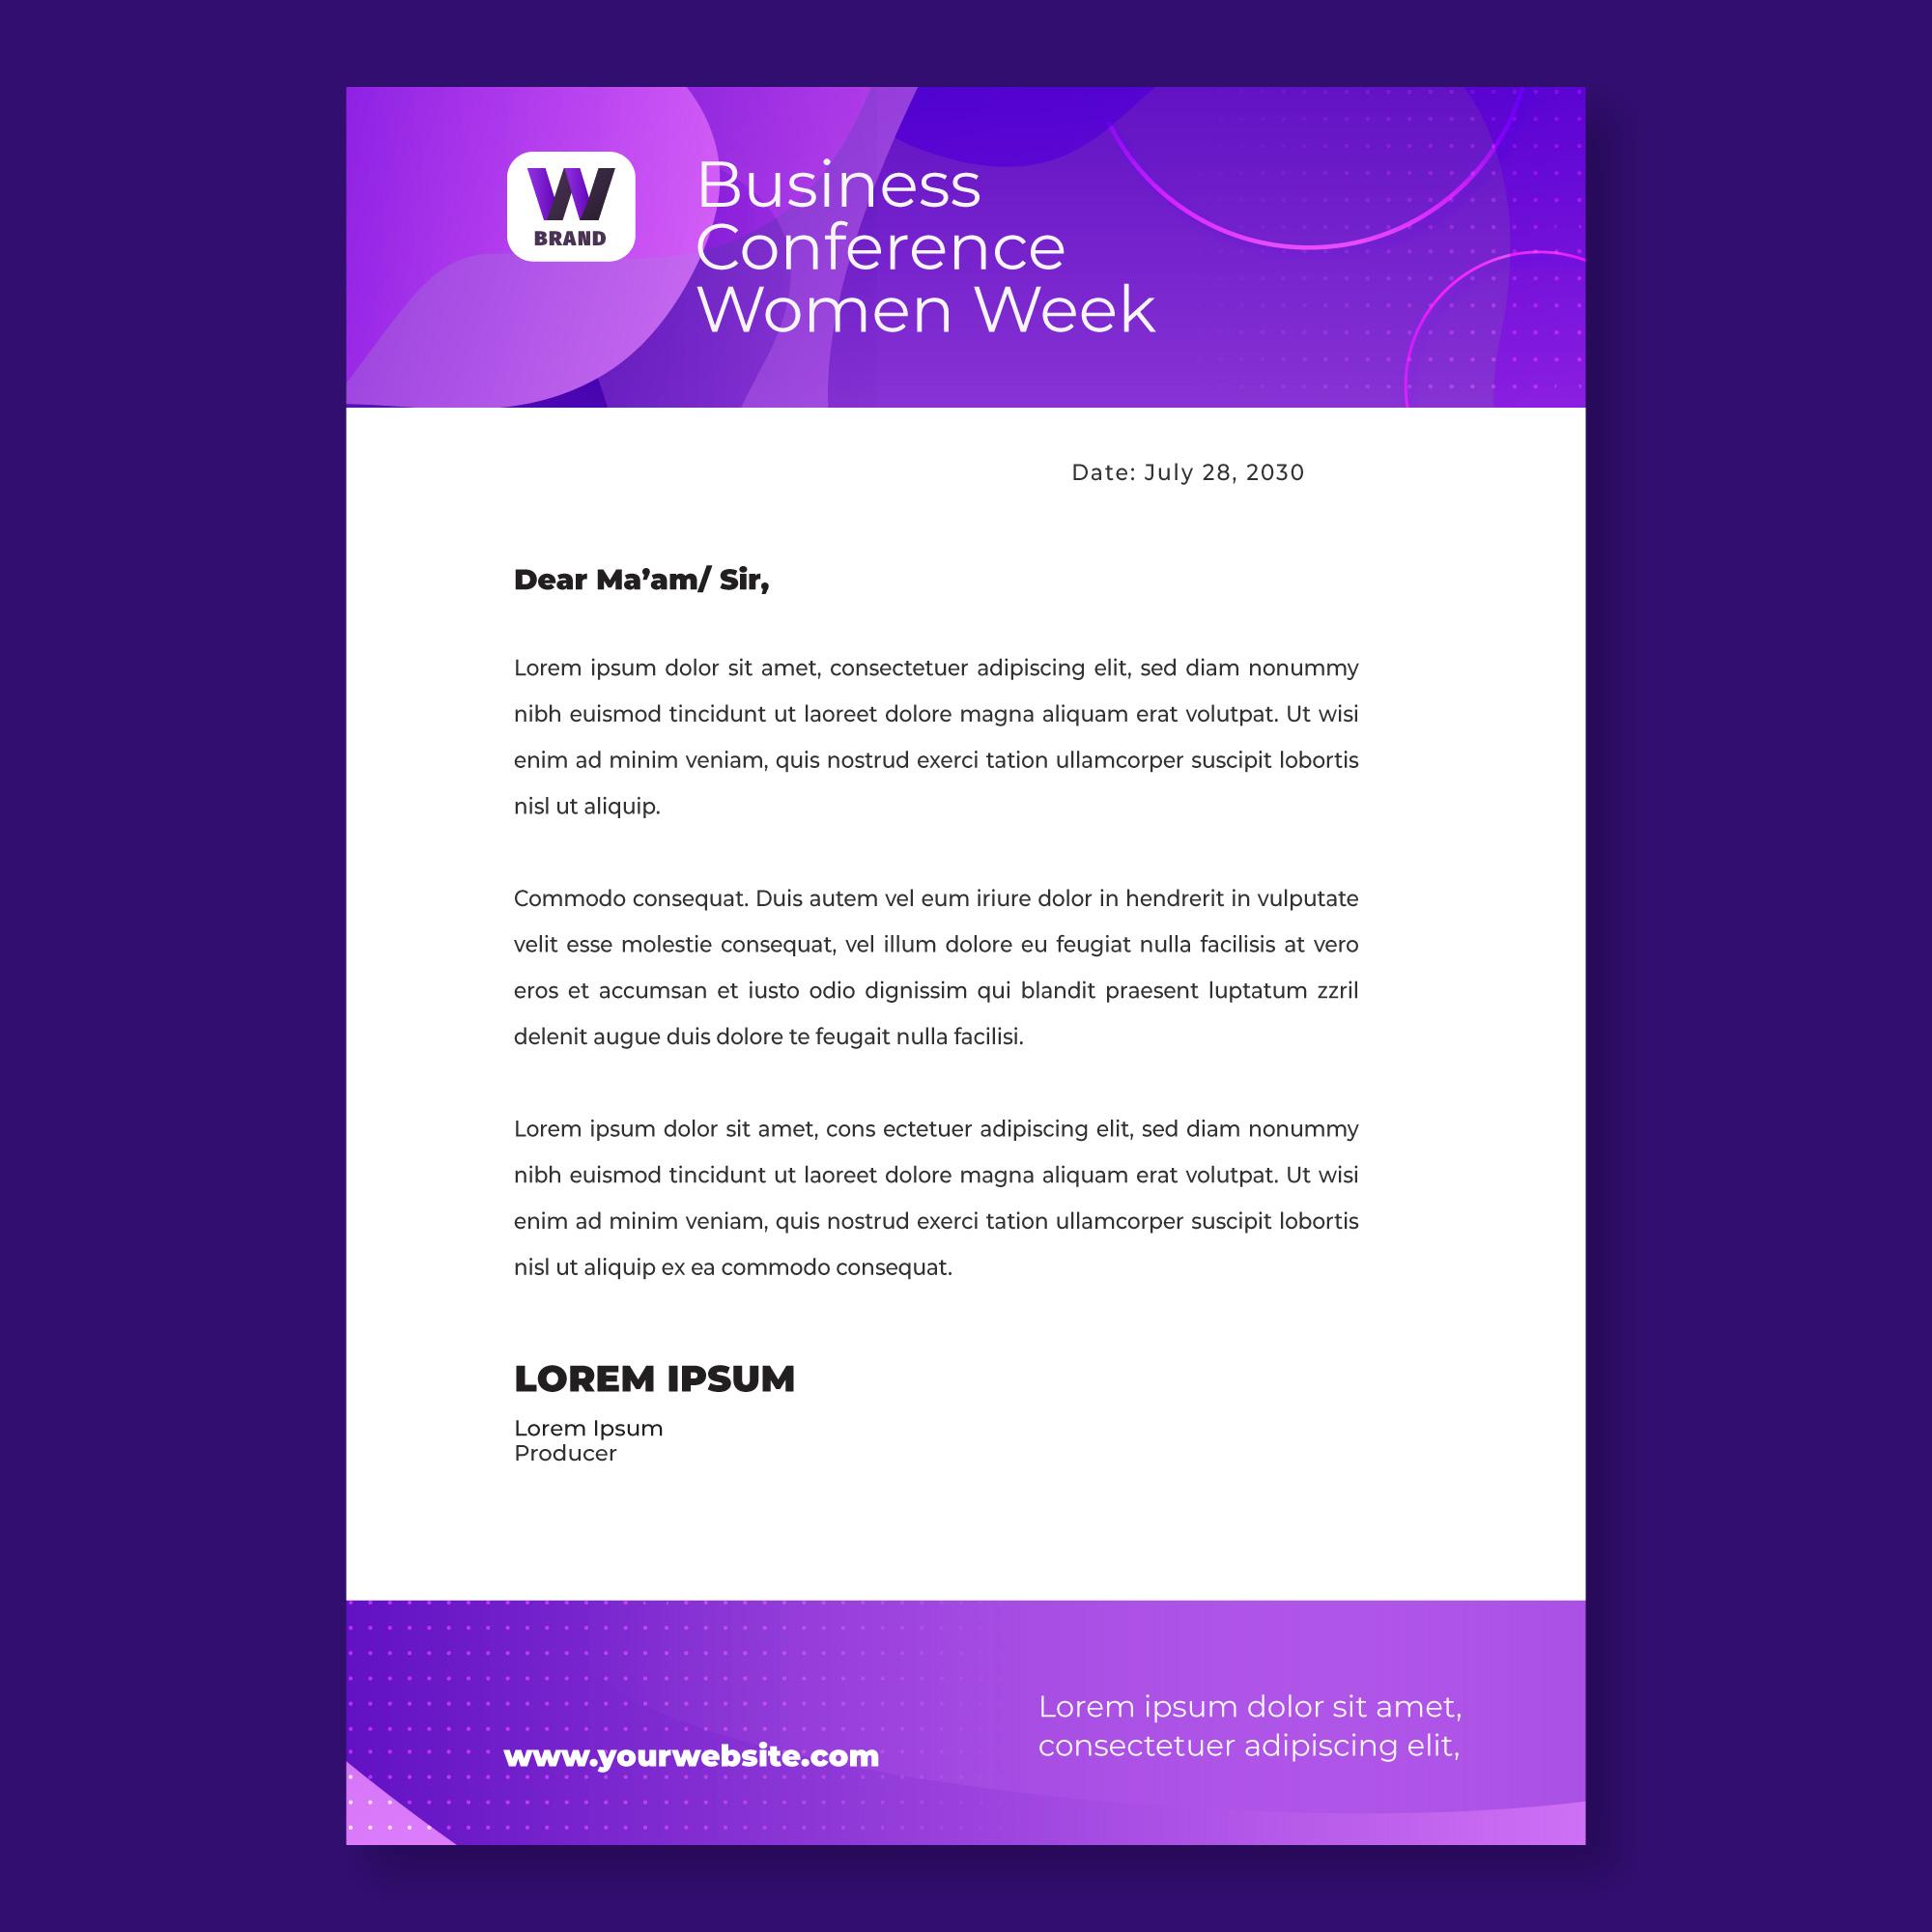 W
BRAND
Business
Conference
Women Week
Date: July 28, 2030
Dear Ma’am/ Sir,
Lorem ipsum dolor sit amet, consectetuer adipiscing elit, sed diam nonummy
nibh euismod tincidunt ut laoreet dolore magna aliquam erat volutpat. Ut wisi
enim ad minim veniam, quis nostrud exerci tation ullamcorper suscipit lobortis
nisl ut aliquip.
Commodo consequat. Duis autem vel eum iriure dolor in hendrerit in vulputate
velit esse molestie consequat, vel illum dolore eu feugiat nulla facilisis at vero
eros et accumsan et iusto odio dignissim qui blandit praesent luptatum zzril
delenit augue duis dolore te feugait nulla facilisi.
Lorem ipsum dolor sit amet, cons ectetuer adipiscing elit, sed diam nonummy
nibh euismod tincidunt ut laoreet dolore magna aliquam erat volutpat. Ut wisi
enim ad minim veniam, quis nostrud exerci tation ullamcorper suscipit lobortis
nisl ut aliquip ex ea commodo consequat.
LOREM IPSUM
Lorem Ipsum
Producer
www.yourwebsite.com
Lorem ipsum dolor sit amet,
consectetuer adipiscing elit,